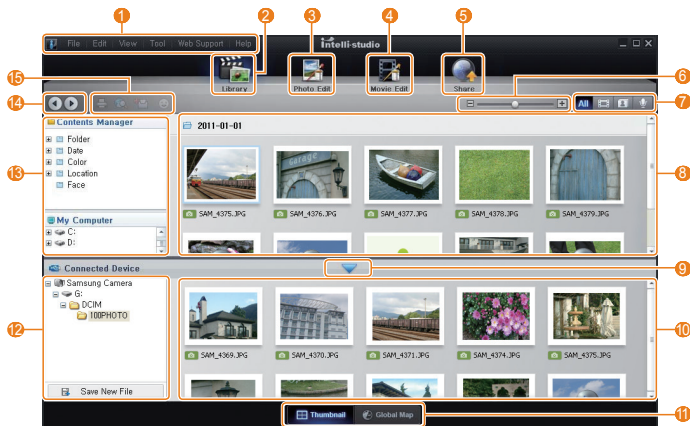 1 2 3 4 5
File Edit View Tool Web Support Help
intelli-studio
Library Photo Edit Movie Edit Share
15 6
14 All 7
Contents Manager
Folder
Date
Color
Location
Face
13
My Computer
C:
D:
2011-01-01
8
SAM_4375.JPG SAM_4376.JPG SAM_4377.JPG SAM_4378.JPG SAM_4379.JPG
Connected Device 9
Samsung Camera
G:
DCIM
100PHOTO
12
Save New File
SAM_4369.JPG SAM_4370.JPG SAM_4371.JPG SAM_4374.JPG SAM_4375.JPG
10
Thumbnail Global Map 11